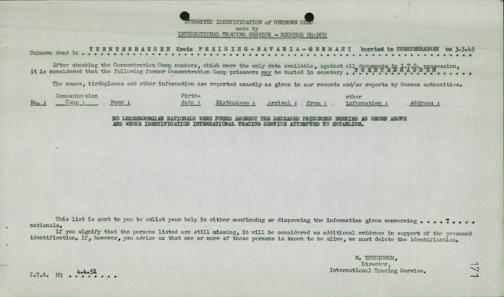 ATTEMPTED IDENTIFICATION of UNKNOWN DEAD
made by
INTERNATIONAL TRACING SERVICE - RECORDS BRANCH
Unknown dead in .. TUENTENHAUSEN Kreis FREISING-BAVARIA-GERMANY buried in TUENTENHAUSEN on 3.5.45
After checking the Concentration Camp numbers, which were the only data available, against all documents in I.T.S. possession,
it is considered that the following former Concentration Camp prisoners may be buried in cemetery . TUENTENHAUSEN
The names, birthplaces and other information are reported exactly as given in our records and/or reports by German authorities.
Concentration Birth- other
No.: Camp: Name: date: Birthplace: Arrival: from: information: Address:
NO LUXEMBOURGIAN NATIONALS WERE FOUND AMONGST THE DECEASED PRISONERS BURIED AS SHOWN ABOVE
AND WHOSE IDENTIFICATION INTERNATIONAL TRACING SERVICE ATTEMPTED TO ESTABLISH.
This list is sent to you to enlist your help in either confirming or disproving the information given concerning
nationals.
If you signify that the persons listed are still missing, it will be considered as additional evidence in support of the presumed
identification. If, however, you advise us that one or more of those persons is known to be alive, we must delete the identification.
Director,
International Tracing Service.
I.T.S. HQ 4.4.51
171